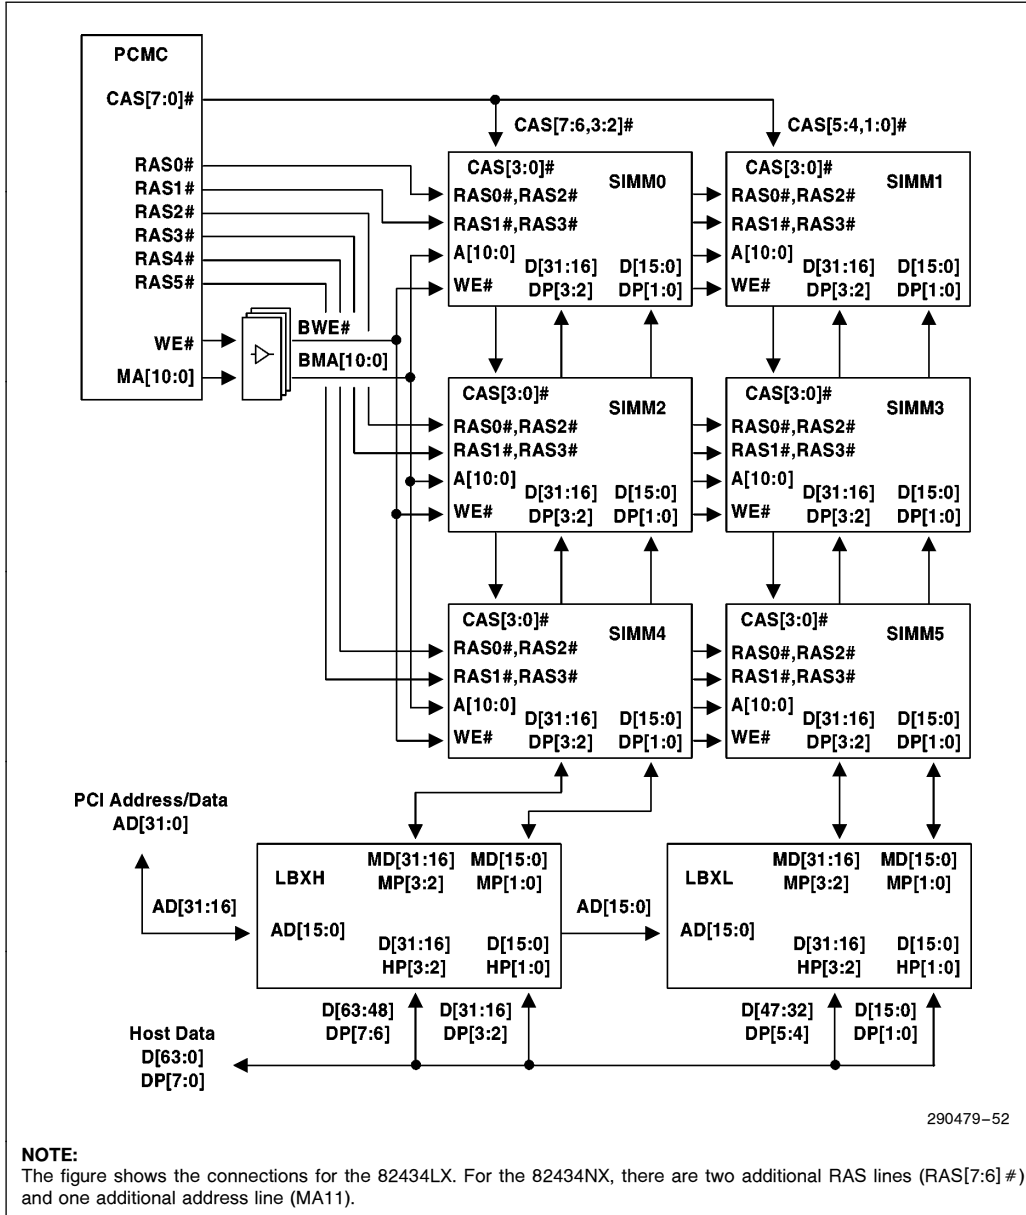 PCMC
CAS[7:0]#
CAS[7:6,3:2]#
CAS[5:4,1:0]#
RAS0#
RAS1#
RAS2#
RAS3#
RAS4#
RAS5#
WE#
MA[10:0]
BWE#
BMA[10:0]
CAS[3:0]#
SIMM0
RAS0#,RAS2#
RAS1#,RAS3#
A[10:0]
D[31:16] D[15:0]
WE#
DP[3:2] DP[1:0]
CAS[3:0]#
SIMM1
RAS0#,RAS2#
RAS1#,RAS3#
A[10:0]
D[31:16] D[15:0]
WE#
DP[3:2] DP[1:0]
CAS[3:0]#
SIMM2
RAS0#,RAS2#
RAS1#,RAS3#
A[10:0]
D[31:16] D[15:0]
WE#
DP[3:2] DP[1:0]
CAS[3:0]#
SIMM3
RAS0#,RAS2#
RAS1#,RAS3#
A[10:0]
D[31:16] D[15:0]
WE#
DP[3:2] DP[1:0]
CAS[3:0]#
SIMM4
RAS0#,RAS2#
RAS1#,RAS3#
A[10:0]
D[31:16] D[15:0]
WE#
DP[3:2] DP[1:0]
CAS[3:0]#
SIMM5
RAS0#,RAS2#
RAS1#,RAS3#
A[10:0]
D[31:16] D[15:0]
WE#
DP[3:2] DP[1:0]
PCI Address/Data
AD[31:0]
AD[31:16]
LBXH
MD[31:16] MD[15:0]
MP[3:2] MP[1:0]
AD[15:0]
D[31:16] D[15:0]
HP[3:2] HP[1:0]
AD[15:0]
LBXL
MD[31:16] MD[15:0]
MP[3:2] MP[1:0]
AD[15:0]
D[31:16] D[15:0]
HP[3:2] HP[1:0]
D[63:48] D[31:16]
DP[7:6] DP[3:2]
D[47:32] D[15:0]
DP[5:4] DP[1:0]
Host Data
D[63:0]
DP[7:0]
290479–52
NOTE:
The figure shows the connections for the 82434LX. For the 82434NX, there are two additional RAS lines (RAS[7:6]#)
and one additional address line (MA11).